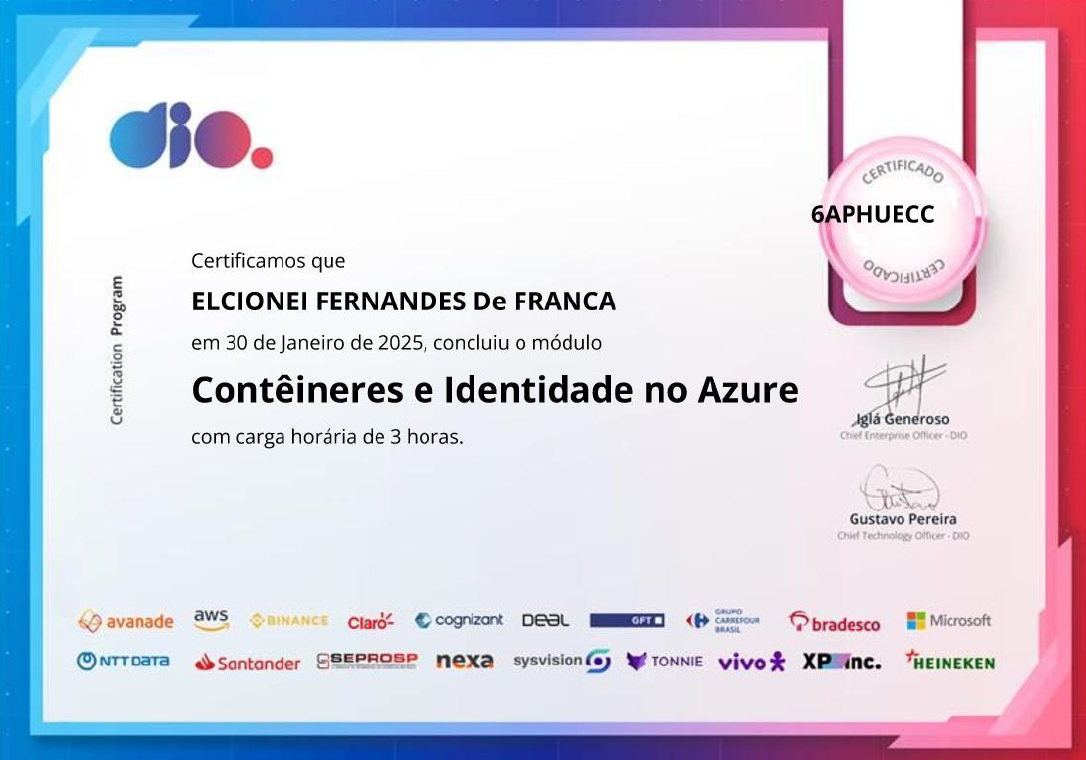 dio.
CERTIFICADO
6APHUECC
CERTIFICADO
Certification Program
Certificamos que
ELCIONEI FERNANDES De FRANCA
em 30 de Janeiro de 2025, concluiu o módulo
Contêineres e Identidade no Azure
com carga horária de 3 horas.
Iglá Generoso
Chief Enterprise Officer - DIO
Gustavo Pereira
Chief Technology Officer - DIO
avanade aws BINANCE Claro cognizant DEAL GFT GRUPO CARREFOUR BRASIL bradesco Microsoft
NTT DATA Santander SEPROSP nexa sysvision TONNIE vivo XP inc. HEINEKEN